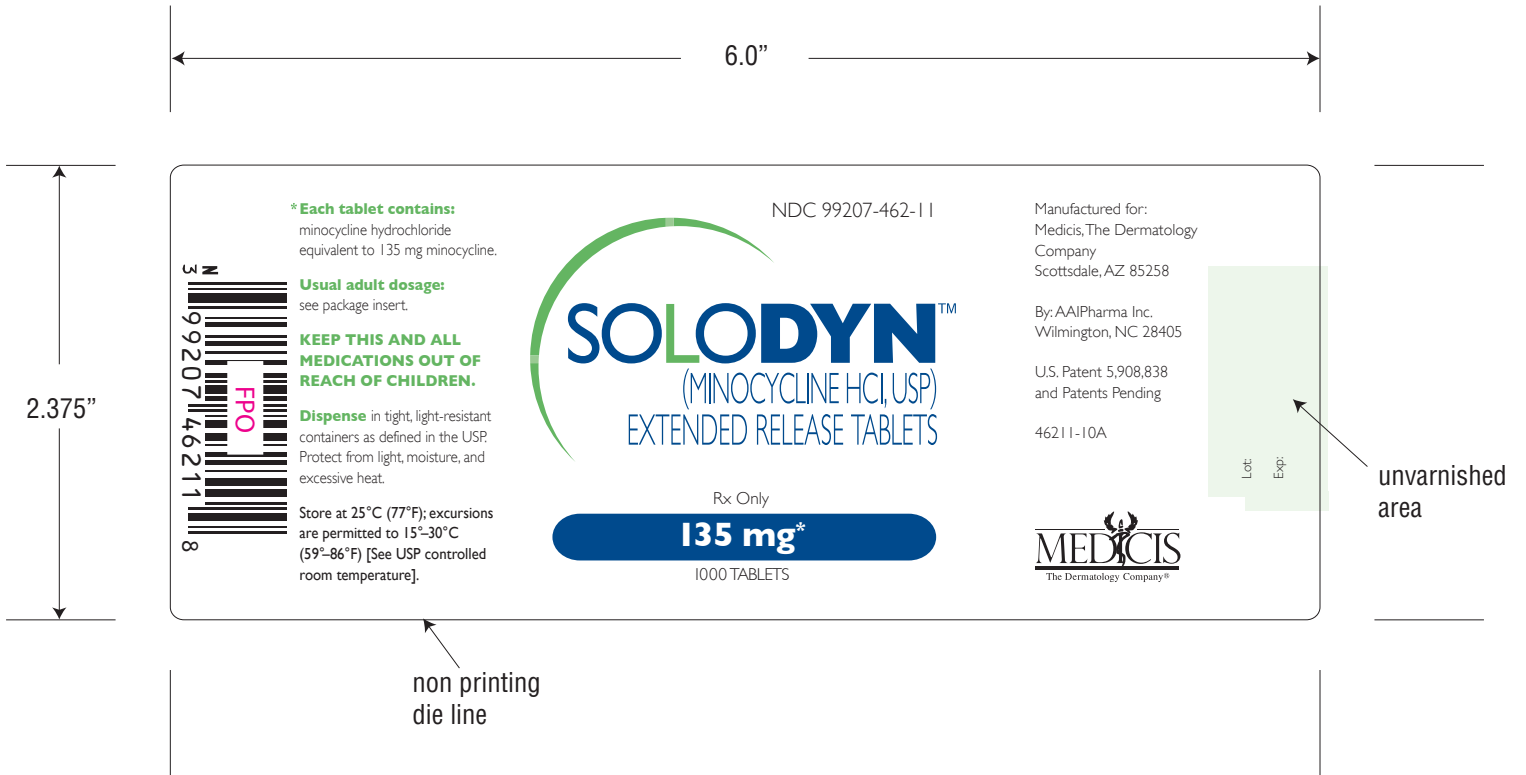 6.0”
2.375”
N
3 99207 46211 8
FPO
*Each tablet contains:
minocycline hydrochloride
equivalent to 135 mg minocycline.
Usual adult dosage:
see package insert.
KEEP THIS AND ALL
MEDICATIONS OUT OF
REACH OF CHILDREN.
Dispense in tight, light-resistant
containers as defined in the USP.
Protect from light, moisture, and
excessive heat.
Store at 25°C (77°F); excursions
are permitted to 15°–30°C
(59°–86°F) [See USP controlled
room temperature].
NDC 99207-462-11
SOLODYN™
(MINOCYCLINE HCl, USP)
EXTENDED RELEASE TABLETS
Rx Only
135 mg*
1000 TABLETS
Manufactured for:
Medicis, The Dermatology
Company
Scottsdale, AZ 85258
By: AAIPharma Inc.
Wilmington, NC 28405
U.S. Patent 5,908,838
and Patents Pending
46211-10A
MEDICIS
The Dermatology Company®
Lot:
Exp:
unvarnished
area
non printing
die line